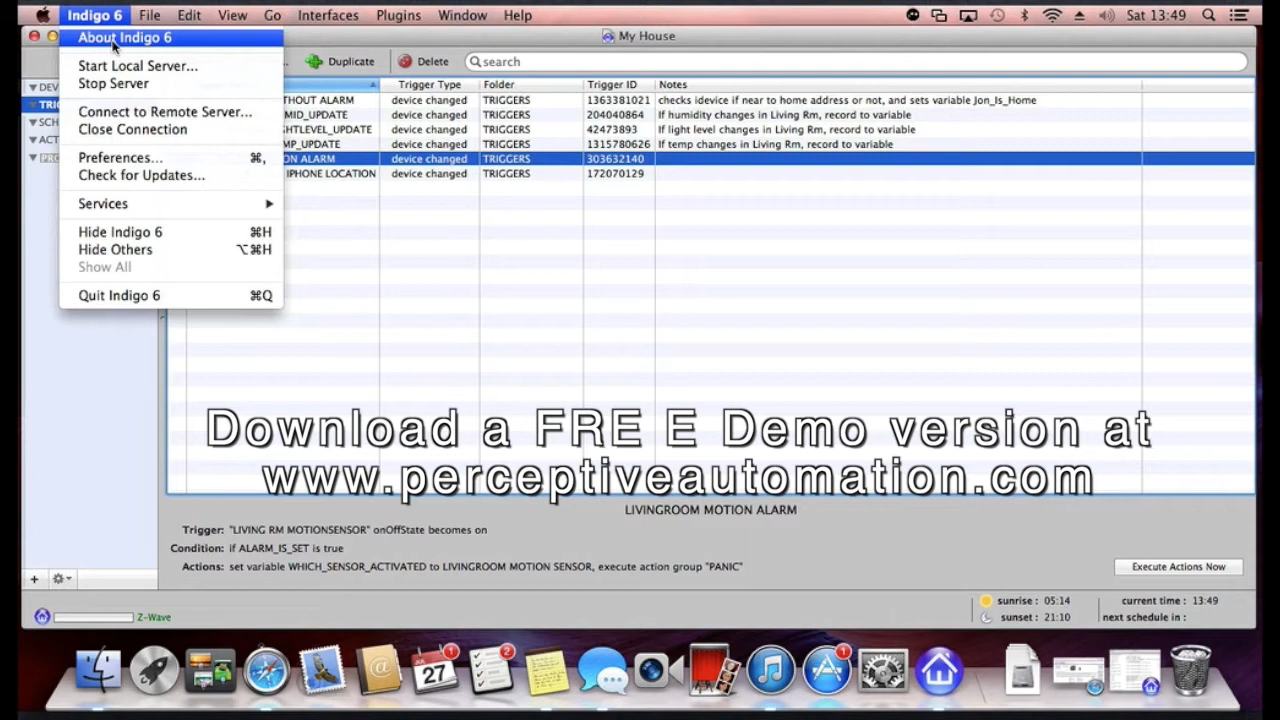 Indigo 6 File Edit View Go Interfaces Plugins Window Help Sat 13:49
My House
About Indigo 6
Start Local Server...
Stop Server
Connect to Remote Server...
Close Connection
Preferences... ⌘,
Check for Updates...
Services
Hide Indigo 6 ⌘H
Hide Others ⌥⌘H
Show All
Quit Indigo 6 ⌘Q
Duplicate Delete search
Trigger Type Folder Trigger ID Notes
THOUT ALARM device changed TRIGGERS 1363381021 checks idevice if near to home address or not, and sets variable Jon_Is_Home
MID_UPDATE device changed TRIGGERS 204040864 If humidity changes in Living Rm, record to variable
GHTLEVEL_UPDATE device changed TRIGGERS 42473893 If light level changes in Living Rm, record to variable
MP_UPDATE device changed TRIGGERS 1315780626 If temp changes in Living Rm, record to variable
ON ALARM device changed TRIGGERS 303632140
IPHONE LOCATION device changed TRIGGERS 172070129
DEV
TRIG
SCH
ACT
Download a FRE E Demo version at
www.perceptiveautomation.com
LIVINGROOM MOTION ALARM
Trigger: "LIVING RM MOTIONSENSOR" onOffState becomes on
Condition: if ALARM_IS_SET is true
Actions: set variable WHICH_SENSOR_ACTIVATED to LIVINGROOM MOTION SENSOR, execute action group "PANIC"
Execute Actions Now
Z-Wave
sunrise : 05:14 current time : 13:49
sunset : 21:10 next schedule in :
1
JUL
27
2
1